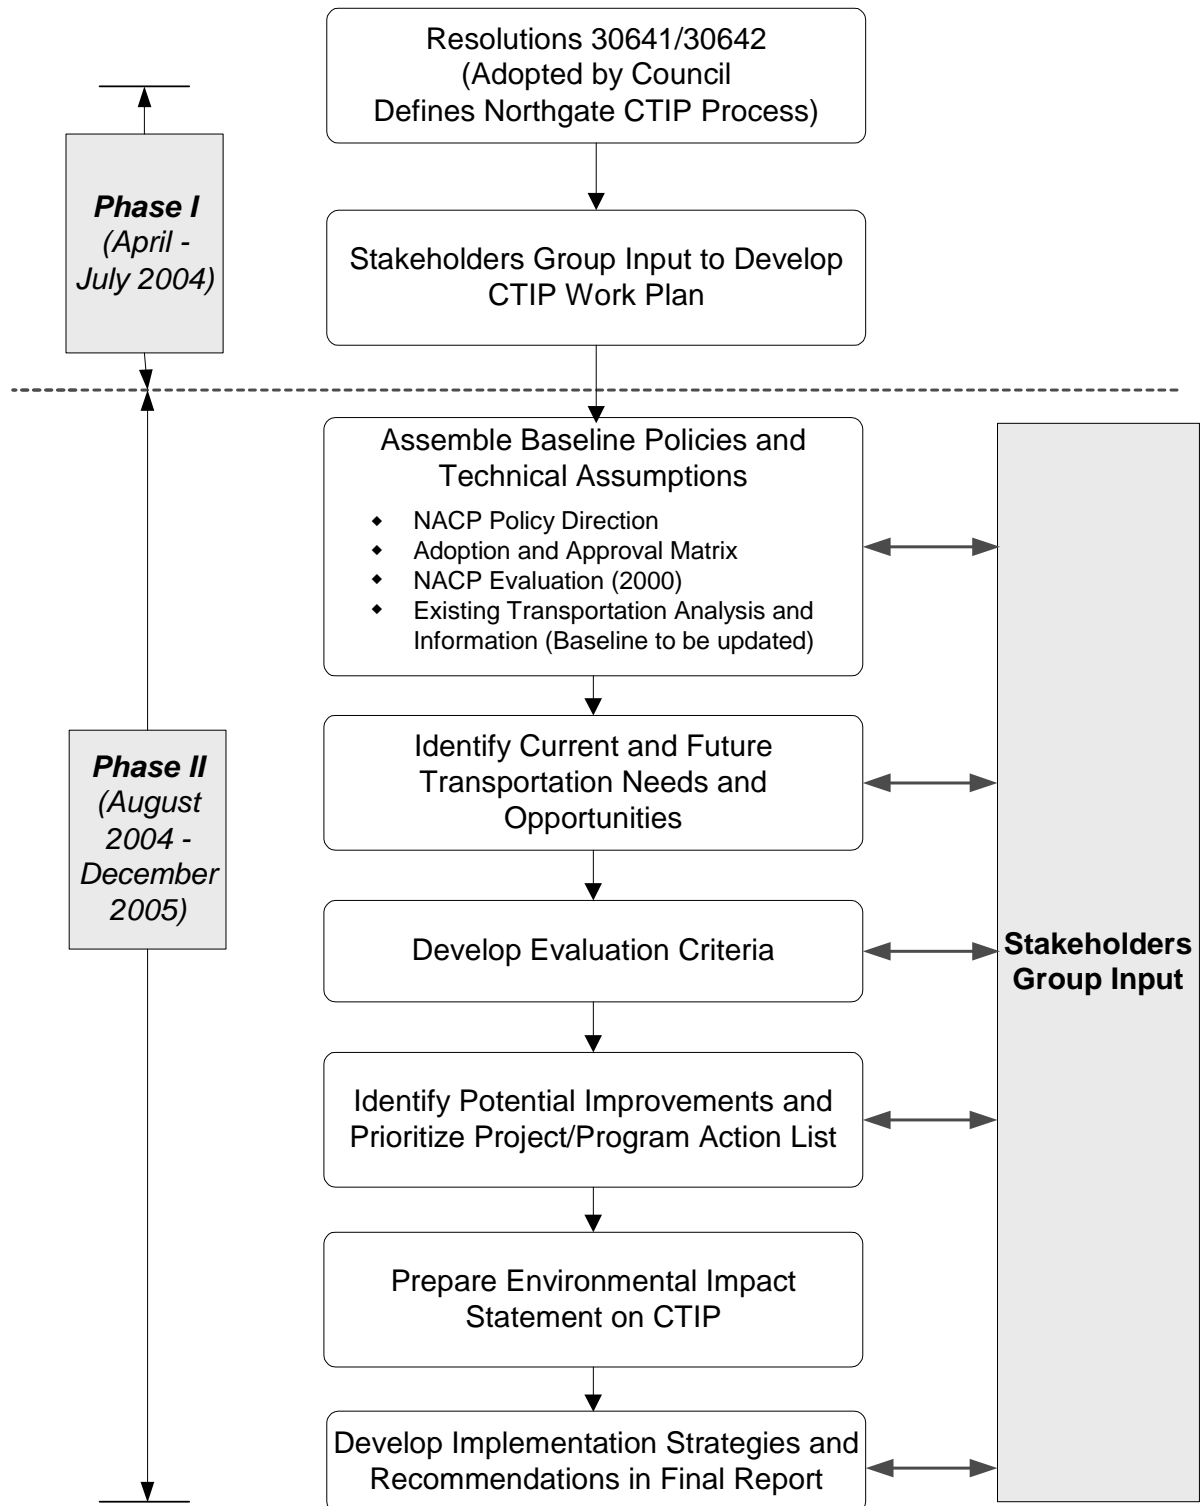 Resolutions 30641/30642
(Adopted by Council
Defines Northgate CTIP Process)
Phase I
(April -
July 2004)
Stakeholders Group Input to Develop
CTIP Work Plan
Assemble Baseline Policies and
Technical Assumptions
◆ NACP Policy Direction
◆ Adoption and Approval Matrix
◆ NACP Evaluation (2000)
◆ Existing Transportation Analysis and
Information (Baseline to be updated)
Phase II
(August
2004 -
December
2005)
Identify Current and Future
Transportation Needs and
Opportunities
Develop Evaluation Criteria
Stakeholders
Group Input
Identify Potential Improvements and
Prioritize Project/Program Action List
Prepare Environmental Impact
Statement on CTIP
Develop Implementation Strategies and
Recommendations in Final Report